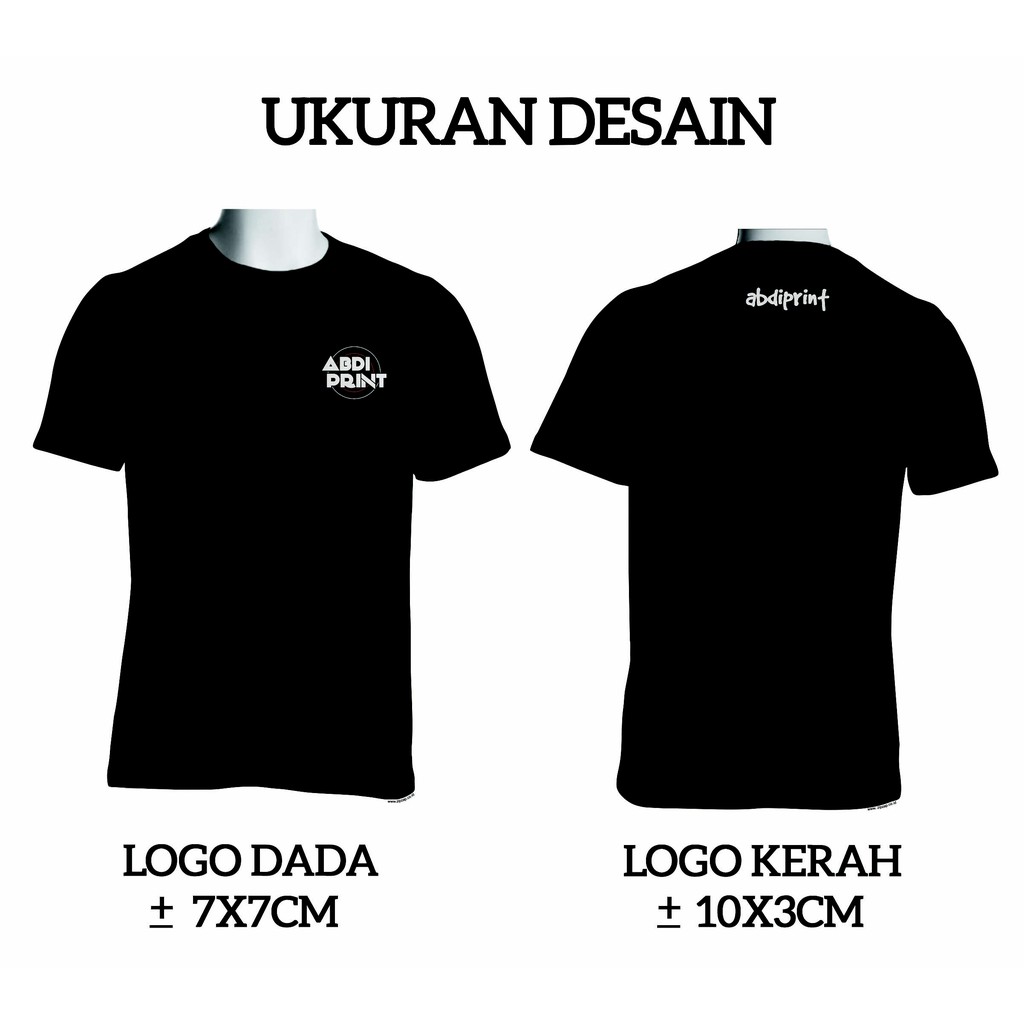 UKURAN DESAIN
ABDI
PRINT
abdiprint
LOGO DADA
± 7X7CM
LOGO KERAH
± 10X3CM